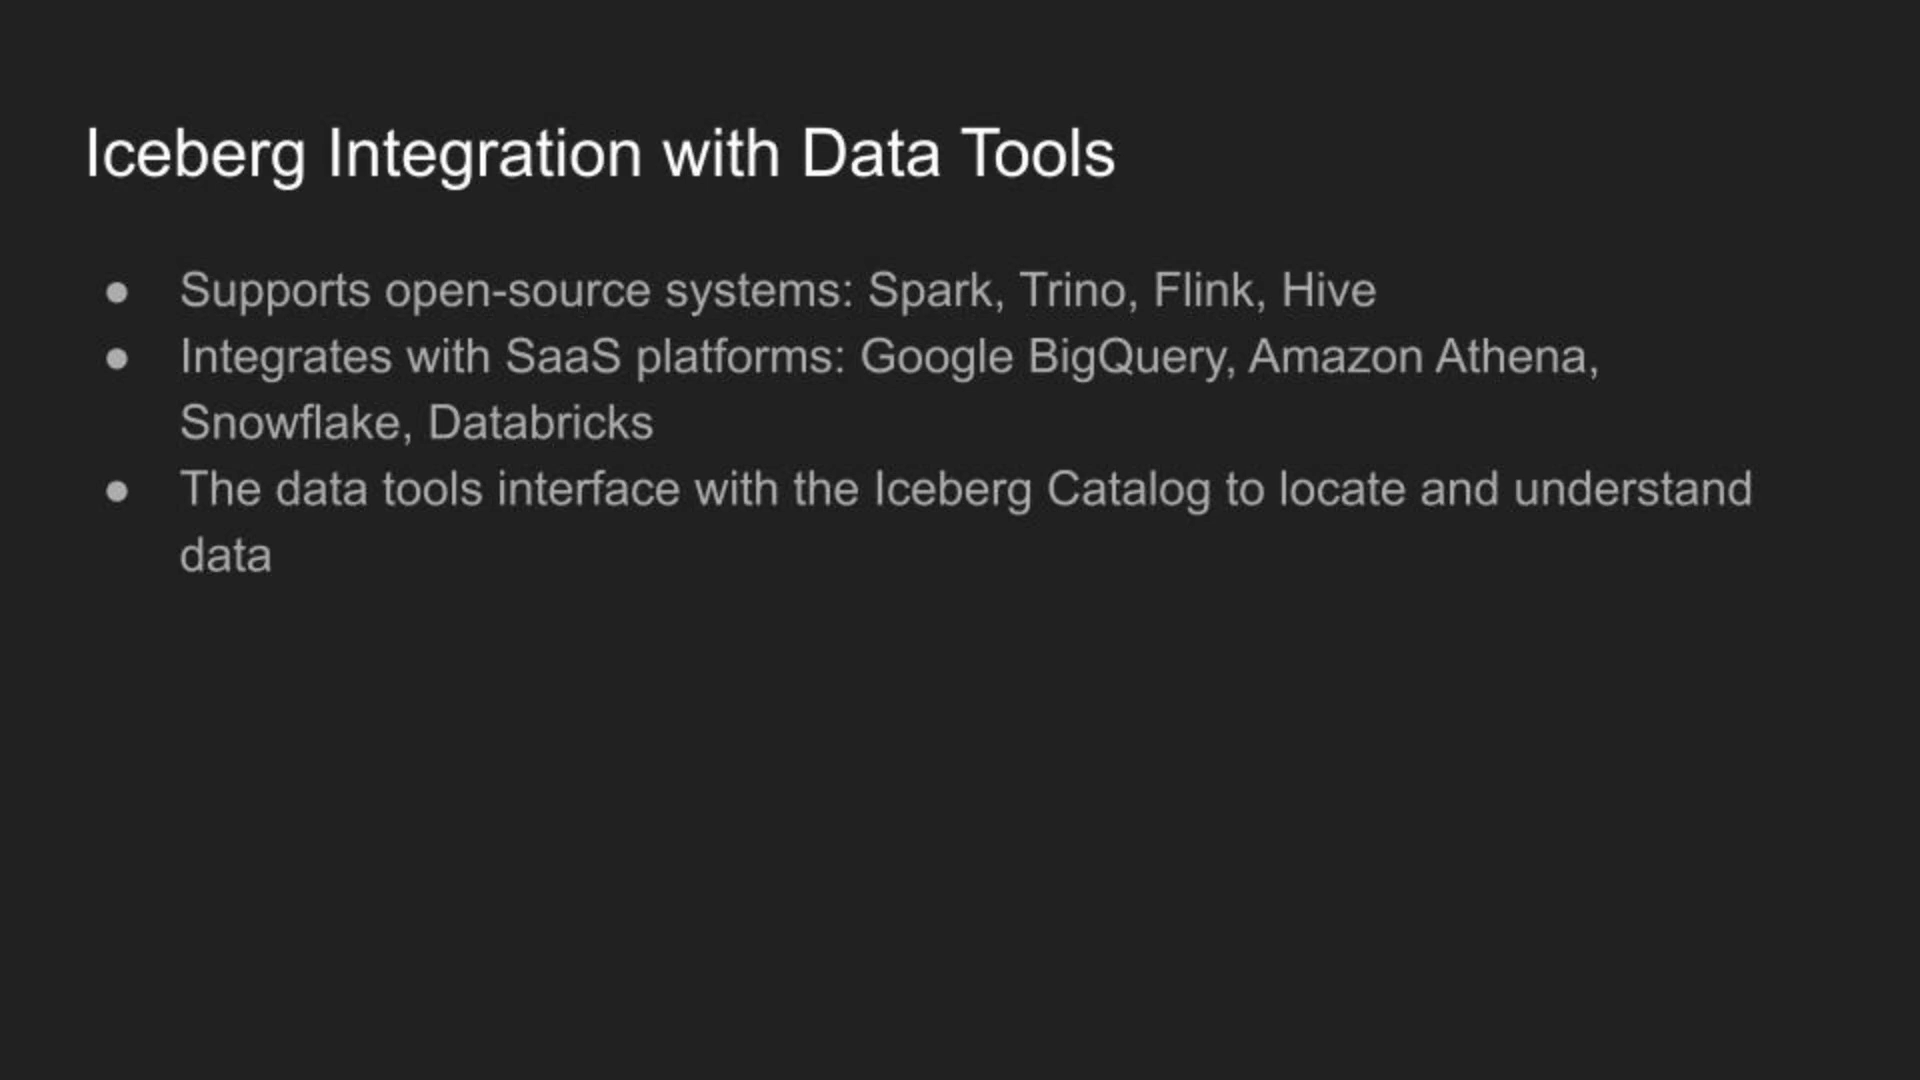 Iceberg Integration with Data Tools
● Supports open-source systems: Spark, Trino, Flink, Hive
● Integrates with SaaS platforms: Google BigQuery, Amazon Athena,
Snowflake, Databricks
● The data tools interface with the Iceberg Catalog to locate and understand
data